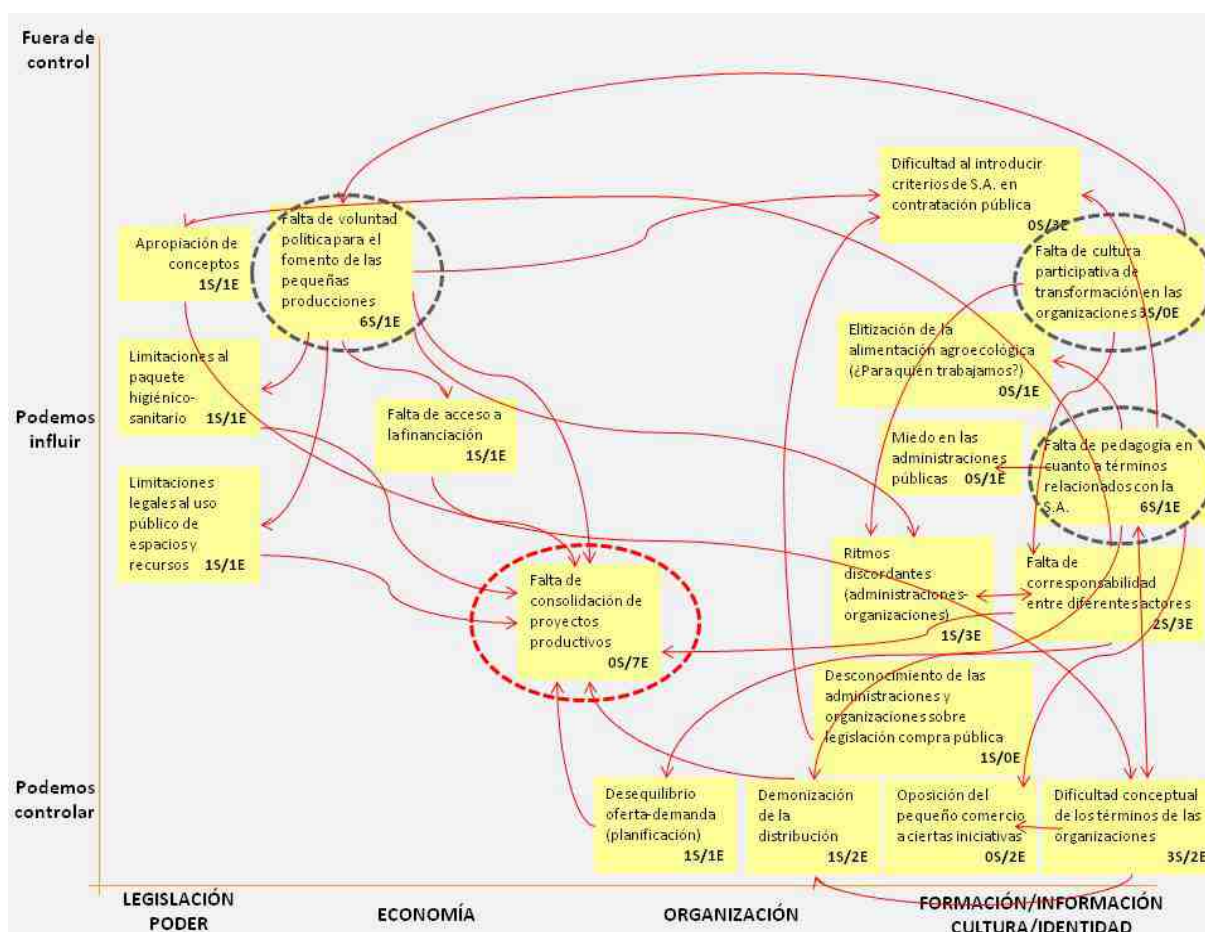 Fuera de
control
Dificultad al introducir
criterios de S.A. en
contratación pública
0S/3E
Falta de voluntad
política para el
fomento de las
pequeñas
producciones
6S/1E
Apropiación de
conceptos
1S/1E
Falta de cultura
participativa de
transformación en las
organizaciones 3S/0E
Limitaciones al
paquete
higiénico-
sanitario 1S/1E
Elitización de la
alimentación agroecológica
(¿Para quién trabajamos?)
0S/1E
Podemos
influir
Falta de acceso a
la financiación
1S/1E
Miedo en las
administraciones
públicas 0S/1E
Falta de pedagogía en
cuanto a términos
relacionados con la
S.A. 6S/1E
Limitaciones
legales al uso
público de
espacios y
recursos 1S/1E
Falta de
consolidación de
proyectos
productivos
0S/7E
Ritmos
discordantes
(administraciones-
organizaciones)
1S/3E
Falta de
corresponsabilidad
entre diferentes actores
2S/3E
Desconocimiento de las
administraciones y
organizaciones sobre
legislación compra pública
1S/0E
Podemos
controlar
Desequilibrio
oferta-demanda
(planificación)
1S/1E
Demonización
de la
distribución
1S/2E
Oposición del
pequeño comercio
a ciertas iniciativas
0S/2E
Dificultad conceptual
de los términos de las
organizaciones
3S/2E
LEGISLACIÓN
PODER
ECONOMÍA
ORGANIZACIÓN
FORMACIÓN/INFORMACIÓN
CULTURA/IDENTIDAD